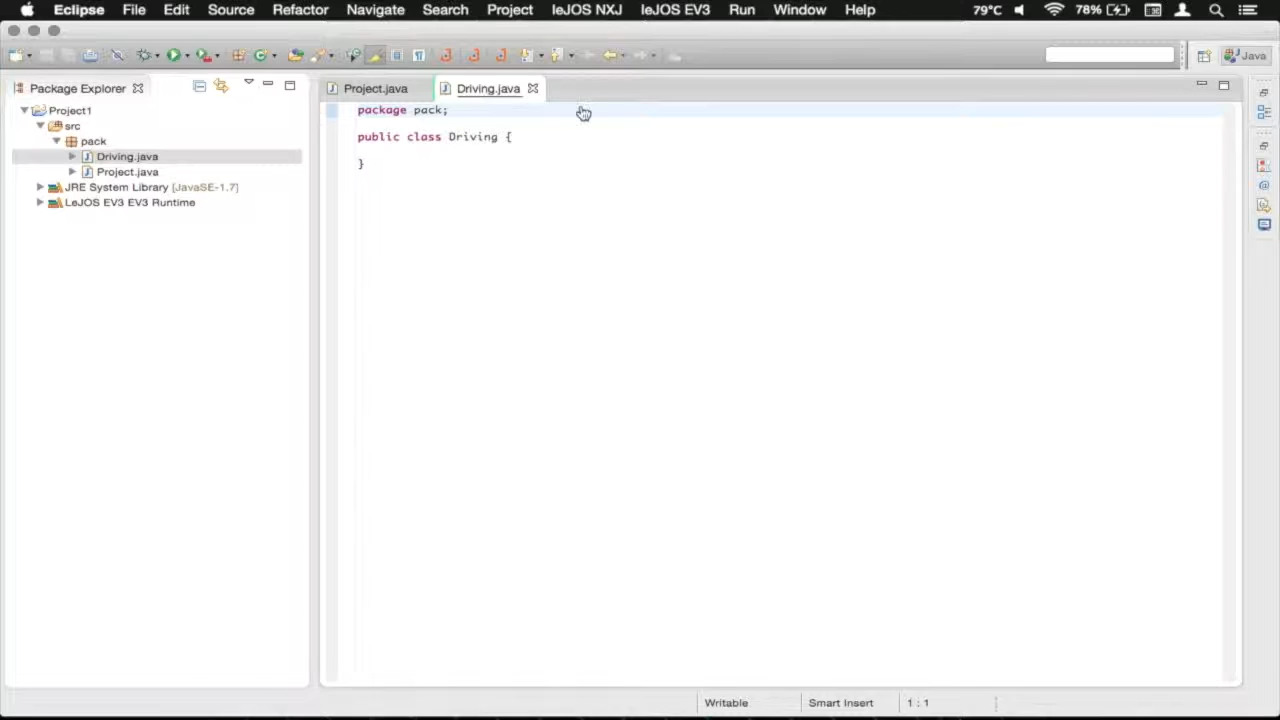 Eclipse File Edit Source Refactor Navigate Search Project leJOS NXJ leJOS EV3 Run Window Help 79°C 78%
Java
Package Explorer
Project.java Driving.java
Project1
src
pack
Driving.java
Project.java
JRE System Library [JavaSE-1.7]
LeJOS EV3 EV3 Runtime
package pack;
public class Driving {
}
Writable Smart Insert 1 : 1